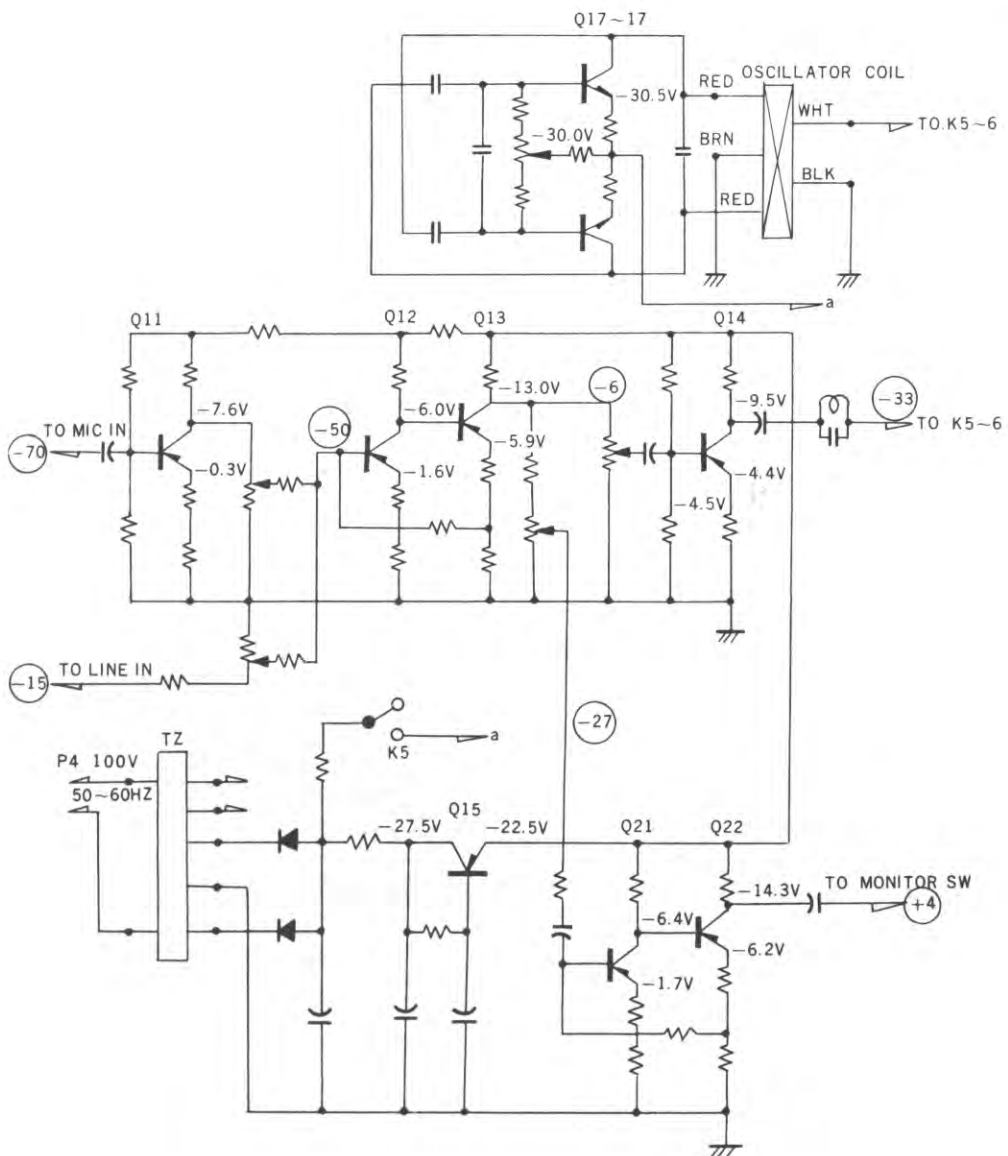 Q17~17
OSCILLATOR COIL
RED
-30.5V
WHT
TO.K5~6
-30.0V
BRN
BLK
RED
a
Q11
Q12
Q13
Q14
-13.0V
-6
-9.5V
-33
TO K5~6
-7.6V
-6.0V
-50
TO MIC IN
-70
-5.9V
-0.3V
-1.6V
-4.4V
-4.5V
TO LINE IN
-15
-27
K5
a
TZ
P4 100V
50~60HZ
Q15
-27.5V
-22.5V
Q21
Q22
-14.3V
TO MONITOR SW
+4
-6.4V
-6.2V
-1.7V